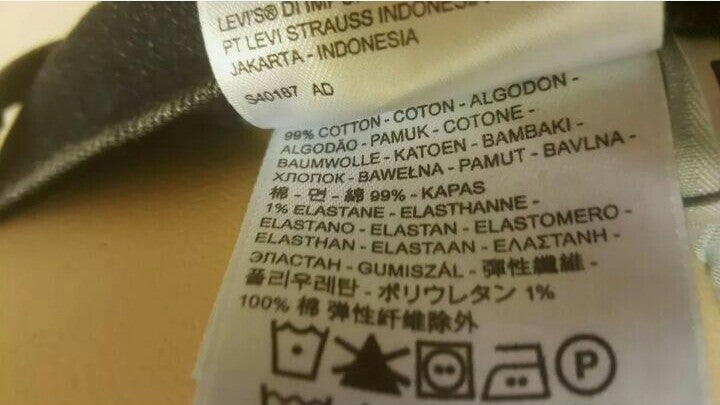 LEVI'S® DI IMP
PT LEVI STRAUSS INDONESI
JAKARTA - INDONESIA
S40187 AD
99% COTTON - COTON - ALGODON -
ALGODÃO - PAMUK - COTONE -
BAUMWOLLE - KATOEN - BAMBAKI -
ХЛОПОК - BAWEŁNA - PAMUT - BAVLNA -
棉 - 면 - 綿 99% - KAPAS
1% ELASTANE - ELASTHANNE -
ELASTANO - ELASTAN - ELASTOMERO -
ELASTHAN - ELASTAAN - ΕΛΑΣΤΑΝΗ -
ЭЛАСТАН - GUMISZÁL - 彈性纖維 -
폴리우레탄 - ポリウレタン 1%
100% 棉 弹性纤维除外
P